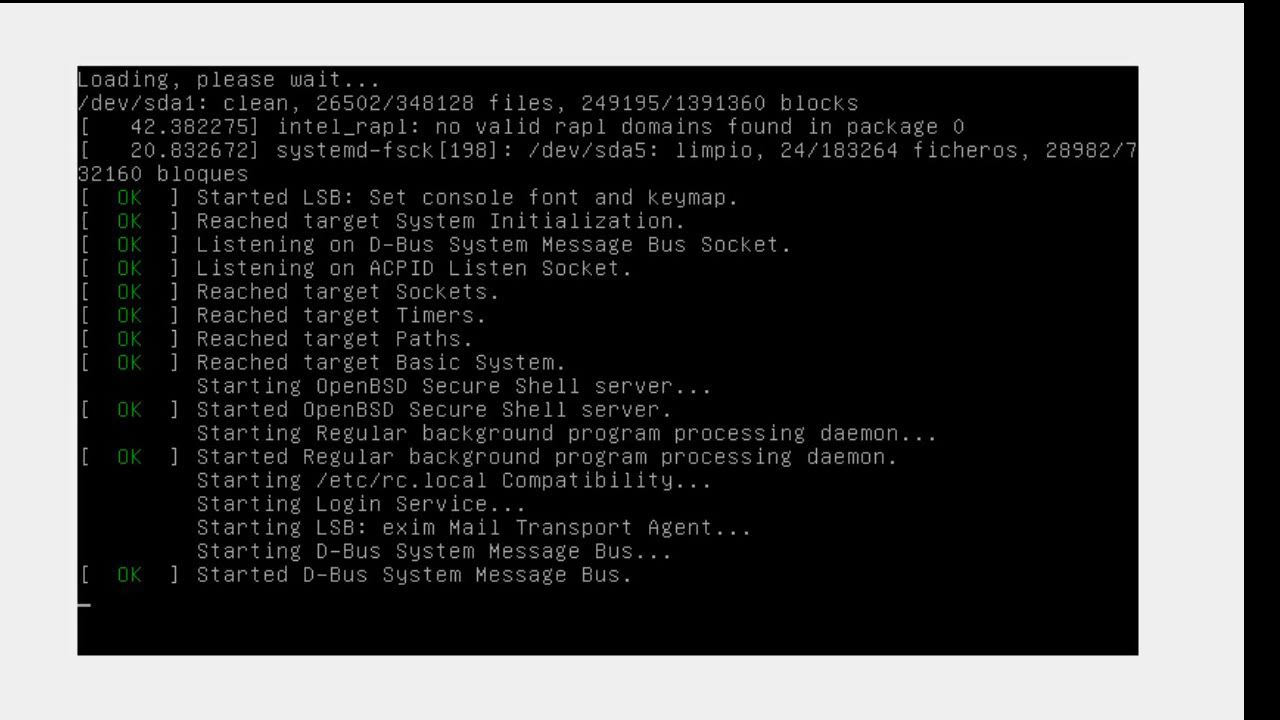 Loading, please wait...
/dev/sda1: clean, 26502/348128 files, 249195/1391360 blocks
[   42.382275] intel_rapl: no valid rapl domains found in package 0
[   20.832672] systemd-fsck[198]: /dev/sda5: limpio, 24/183264 ficheros, 28982/7
32160 bloques
[  OK  ] Started LSB: Set console font and keymap.
[  OK  ] Reached target System Initialization.
[  OK  ] Listening on D-Bus System Message Bus Socket.
[  OK  ] Listening on ACPID Listen Socket.
[  OK  ] Reached target Sockets.
[  OK  ] Reached target Timers.
[  OK  ] Reached target Paths.
[  OK  ] Reached target Basic System.
         Starting OpenBSD Secure Shell server...
[  OK  ] Started OpenBSD Secure Shell server.
         Starting Regular background program processing daemon...
[  OK  ] Started Regular background program processing daemon.
         Starting /etc/rc.local Compatibility...
         Starting Login Service...
         Starting LSB: exim Mail Transport Agent...
         Starting D-Bus System Message Bus...
[  OK  ] Started D-Bus System Message Bus.